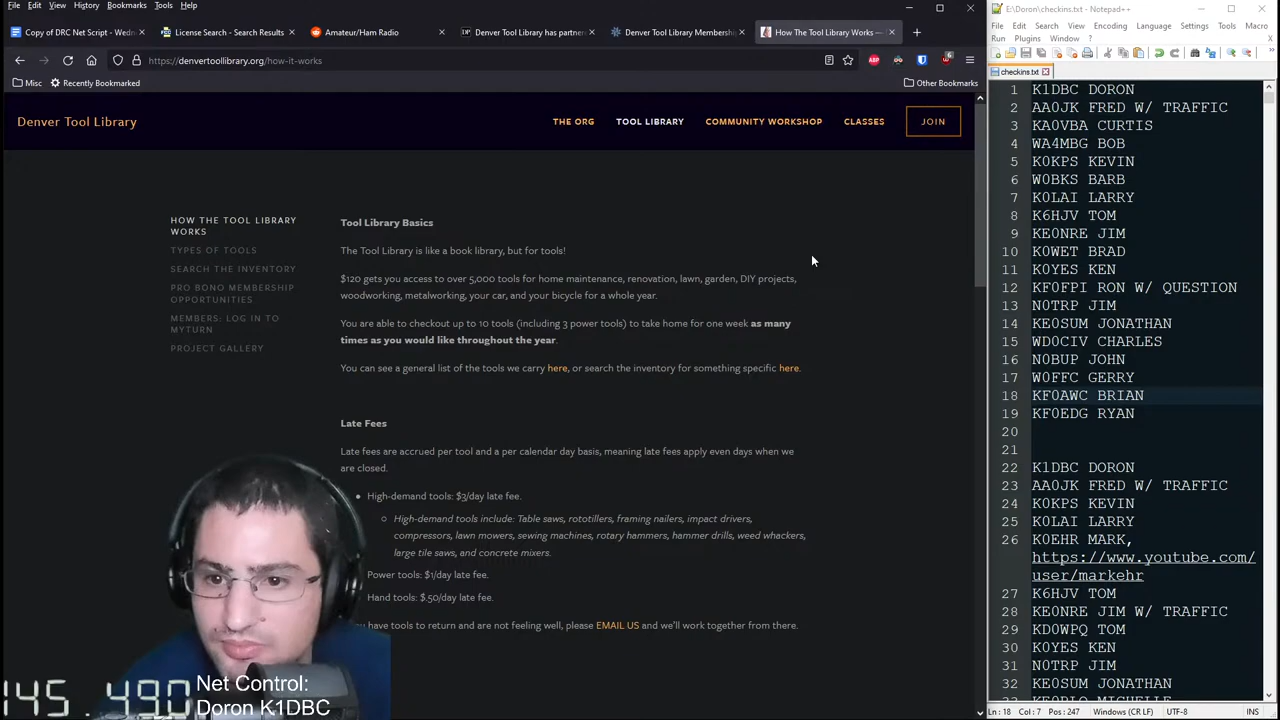 File Edit View History Bookmarks Tools Help
Copy of DRC Net Script - Wedn
License Search - Search Results
Amateur/Ham Radio
Denver Tool Library has partners
Denver Tool Library Membership
How The Tool Library Works —
https://denvertoollibrary.org/how-it-works
Misc
Recently Bookmarked
Other Bookmarks
Denver Tool Library
THE ORG
TOOL LIBRARY
COMMUNITY WORKSHOP
CLASSES
JOIN
HOW THE TOOL LIBRARY
WORKS
TYPES OF TOOLS
SEARCH THE INVENTORY
PRO BONO MEMBERSHIP
OPPORTUNITIES
MEMBERS: LOG IN TO
MYTURN
PROJECT GALLERY
Tool Library Basics
The Tool Library is like a book library, but for tools!
$120 gets you access to over 5,000 tools for home maintenance, renovation, lawn, garden, DIY projects,
woodworking, metalworking, your car, and your bicycle for a whole year.
You are able to checkout up to 10 tools (including 3 power tools) to take home for one week as many
times as you would like throughout the year.
You can see a general list of the tools we carry here, or search the inventory for something specific here.
Late Fees
Late fees are accrued per tool and a per calendar day basis, meaning late fees apply even days when we
are closed.
High-demand tools: $3/day late fee.
High-demand tools include: Table saws, rototillers, framing nailers, impact drivers,
compressors, lawn mowers, sewing machines, rotary hammers, hammer drills, weed whackers,
large tile saws, and concrete mixers.
Power tools: $1/day late fee.
Hand tools: $.50/day late fee.
have tools to return and are not feeling well, please EMAIL US and we'll work together from there.
145.490
Net Control:
Doron K1DBC
E:\Doron\checkins.txt - Notepad++
File Edit Search View Encoding Language Settings Tools Macro
Run Plugins Window ?
checkins.txt
1 K1DBC DORON
2 AA0JK FRED W/ TRAFFIC
3 KA0VBA CURTIS
4 WA4MBG BOB
5 K0KPS KEVIN
6 W0BKS BARB
7 K0LAI LARRY
8 K6HJV TOM
9 KE0NRE JIM
10 K0WET BRAD
11 K0YES KEN
12 KF0FPI RON W/ QUESTION
13 N0TRP JIM
14 KE0SUM JONATHAN
15 WD0CIV CHARLES
16 N0BUP JOHN
17 W0FFC GERRY
18 KF0AWC BRIAN
19 KF0EDG RYAN
20
21
22 K1DBC DORON
23 AA0JK FRED W/ TRAFFIC
24 K0KPS KEVIN
25 K0LAI LARRY
26 K0EHR MARK,
https://www.youtube.com/
user/markehr
27 K6HJV TOM
28 KE0NRE JIM W/ TRAFFIC
29 KD0WPQ TOM
30 K0YES KEN
31 N0TRP JIM
32 KE0SUM JONATHAN
Ln : 18 Col : 7 Pos : 247
Windows (CR LF)
UTF-8
INS